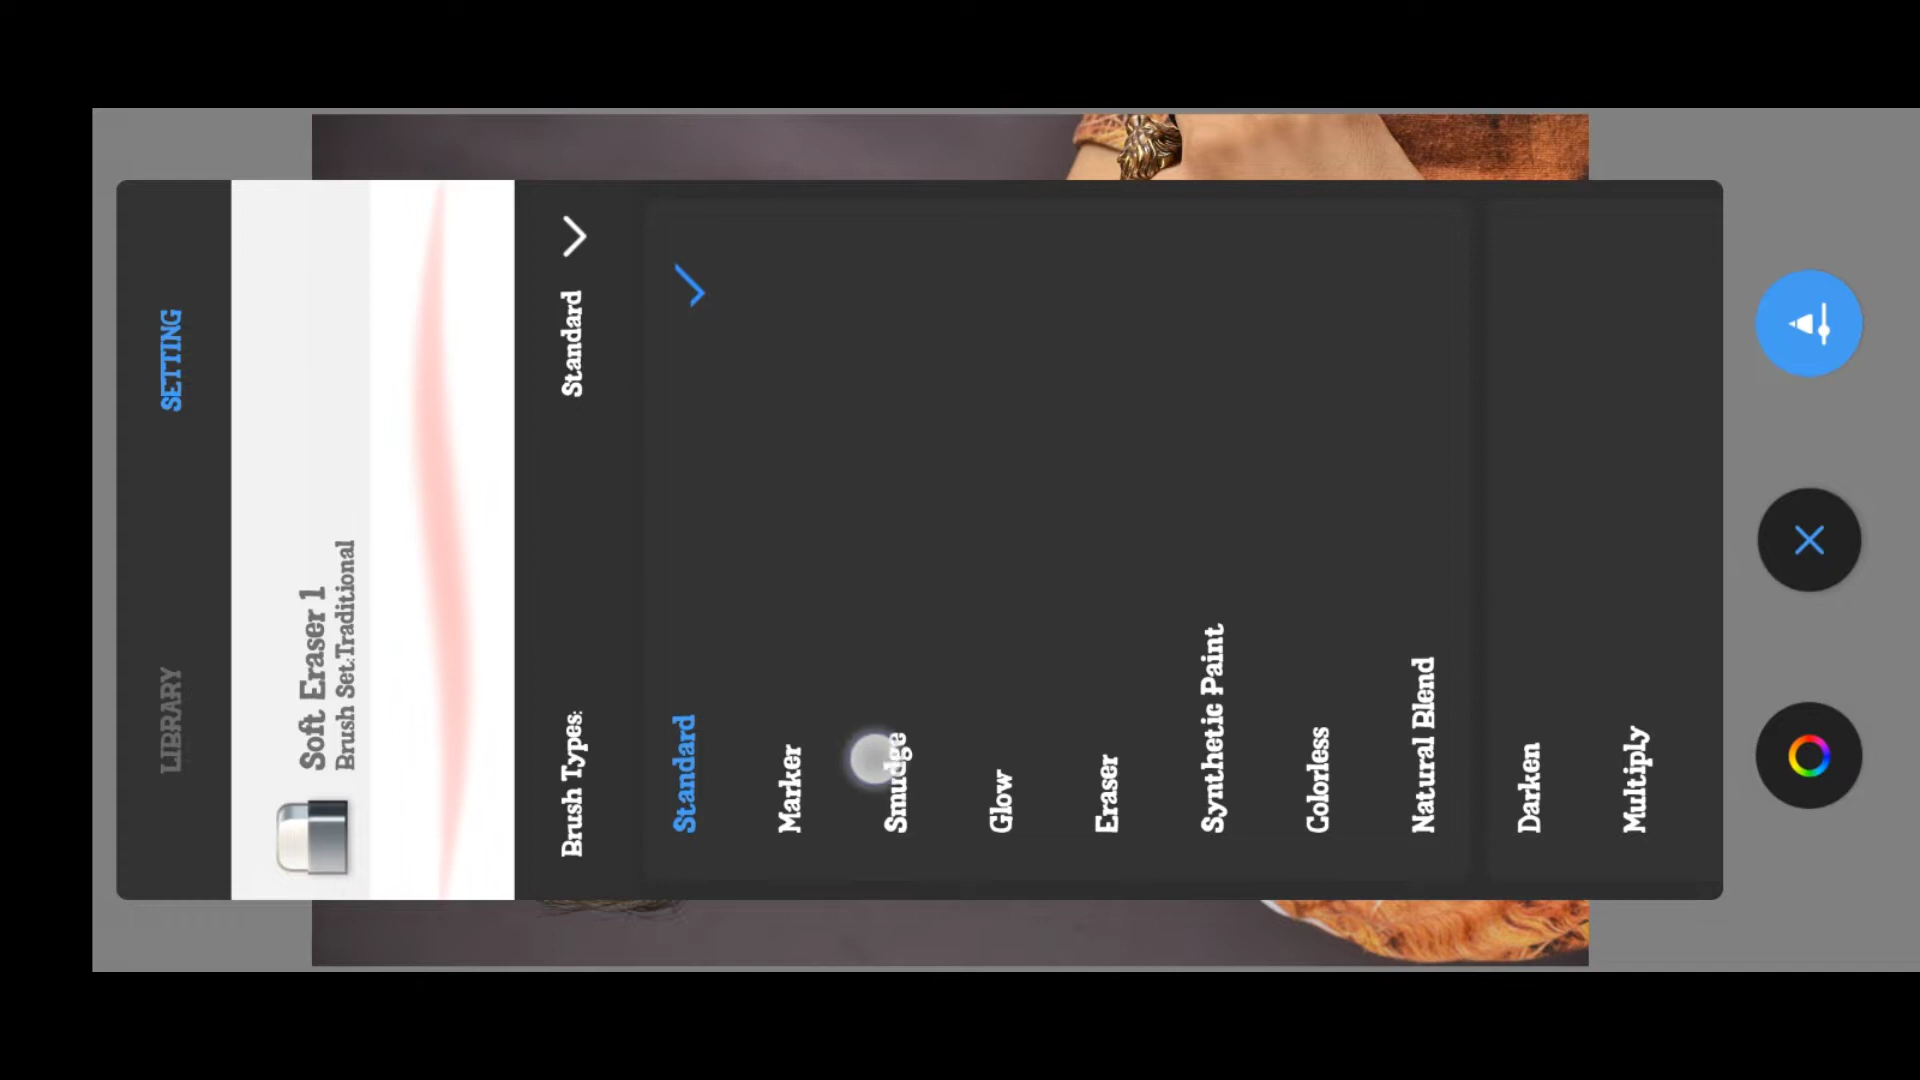 LIBRARY SETTING
Soft Eraser 1
Brush Set:Traditional
Brush Types: Standard
Standard
Marker
Smudge
Glow
Eraser
Synthetic Paint
Colorless
Natural Blend
Darken
Multiply